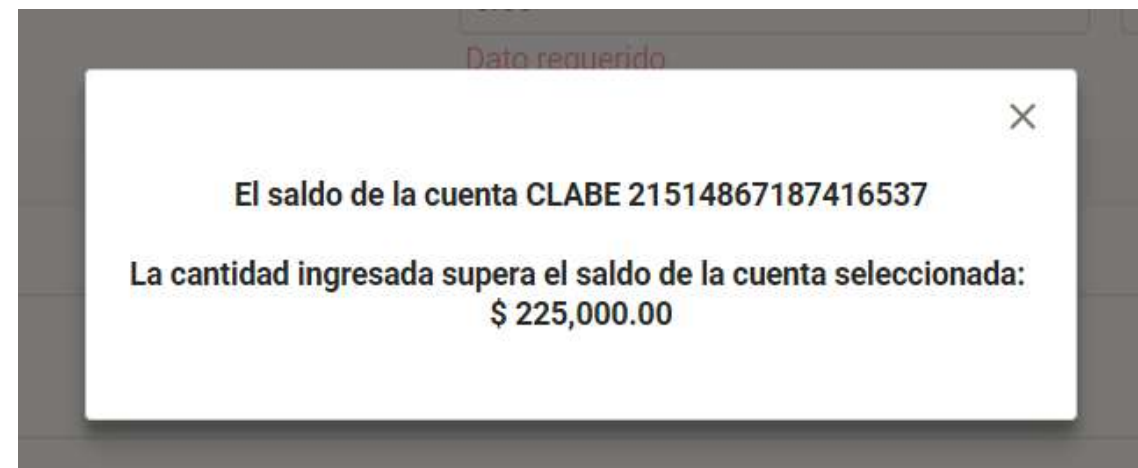 Dato requerido
El saldo de la cuenta CLABE 21514867187416537
La cantidad ingresada supera el saldo de la cuenta seleccionada:
$ 225,000.00